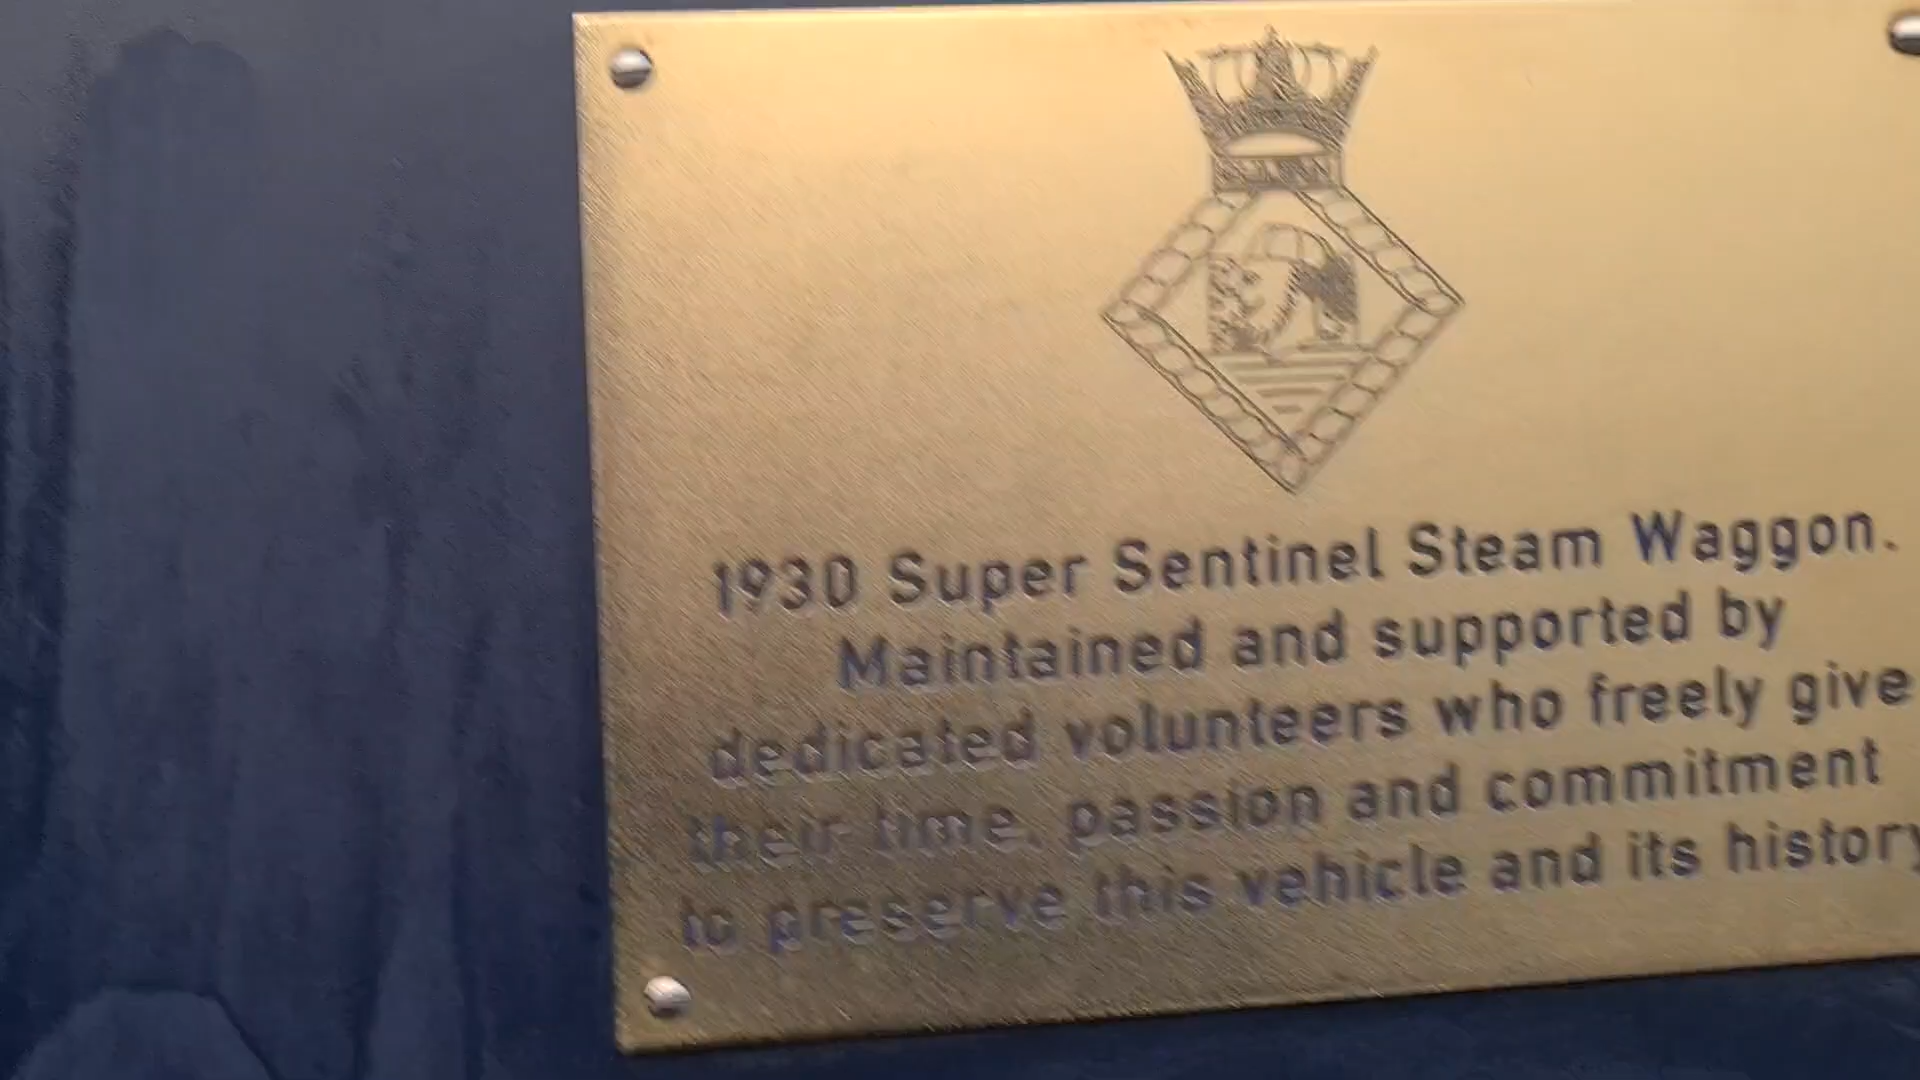 1930 Super Sentinel Steam Waggon.
Maintained and supported by
dedicated volunteers who freely give
their time, passion and commitment
to preserve this vehicle and its history